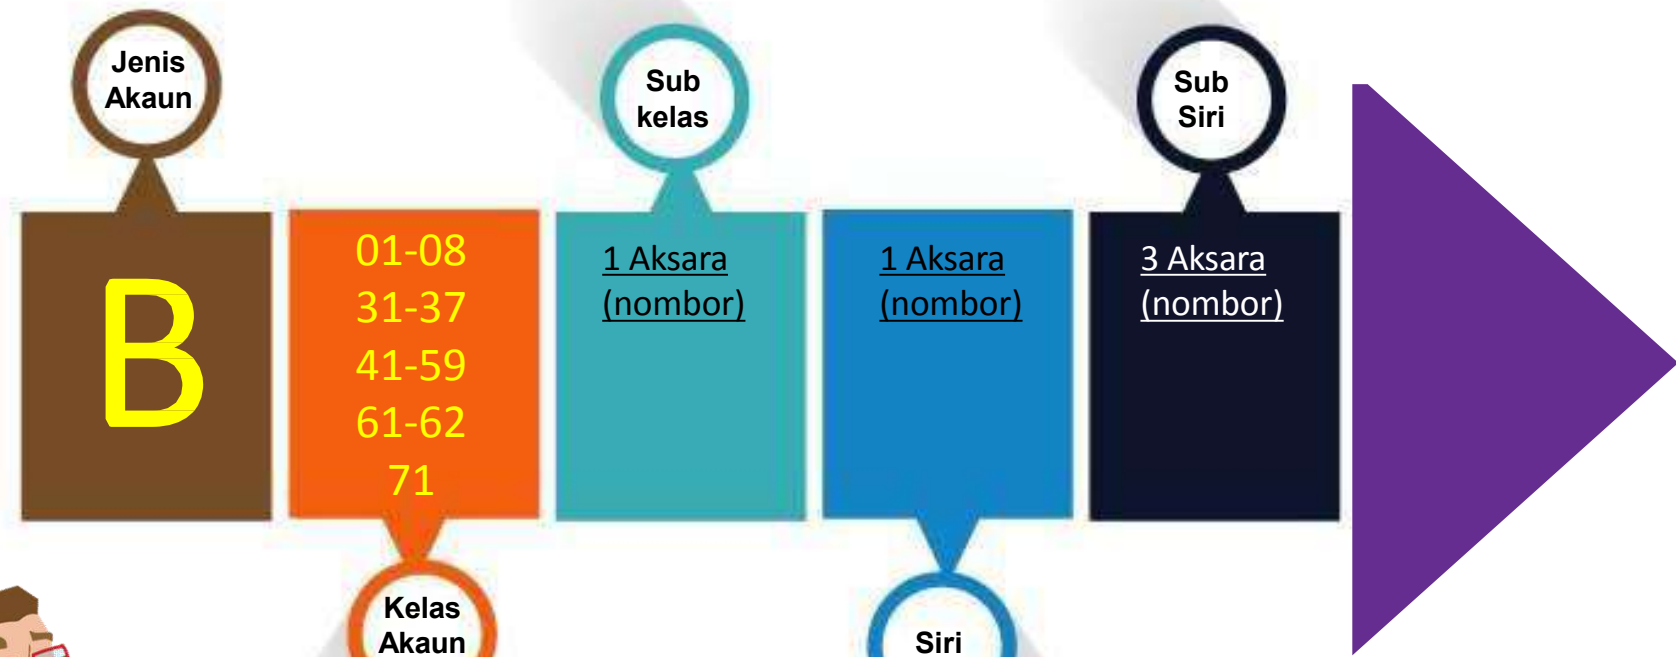 Jenis
Akaun
B
01-08
31-37
41-59
61-62
71
Kelas
Akaun
Sub
kelas
1 Aksara
(nombor)
1 Aksara
(nombor)
Siri
Sub
Siri
3 Aksara
(nombor)